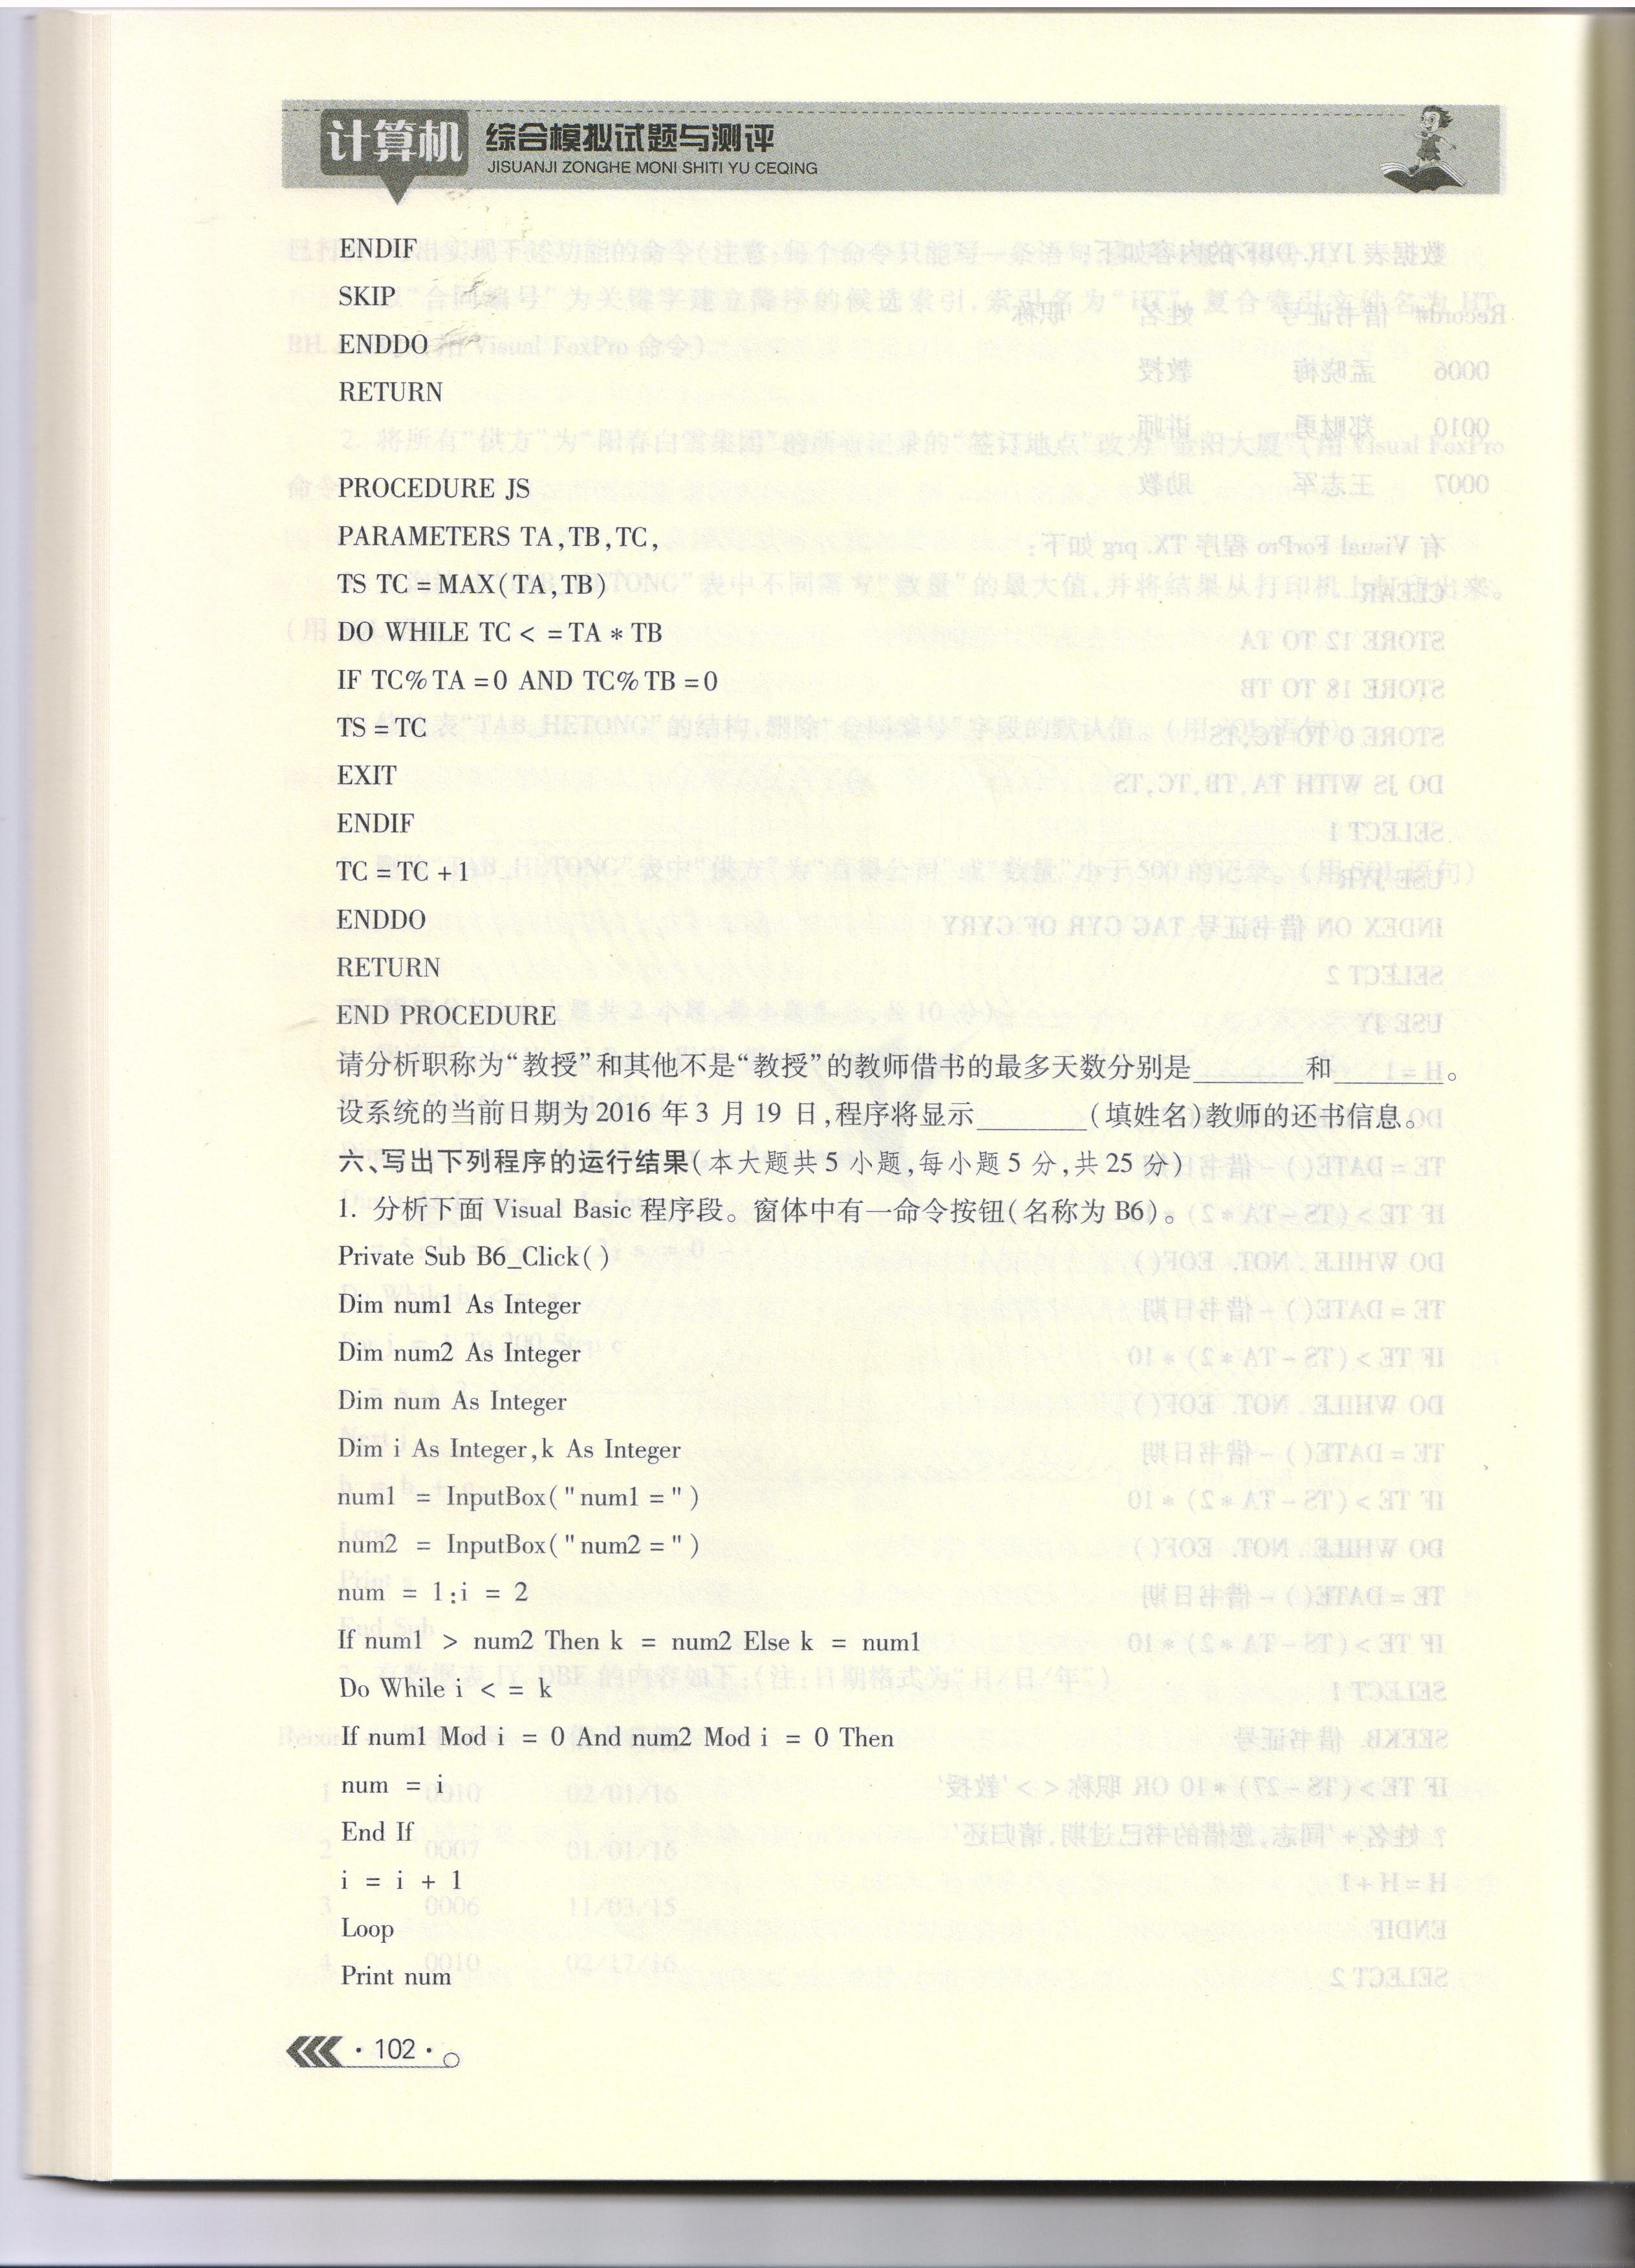 计算机 综合模拟试题与测评
JISUANJI ZONGHE MONI SHITI YU CEQING
ENDIF
SKIP
ENDDO
RETURN
PROCEDURE JS
PARAMETERS TA,TB,TC,
TS TC=MAX(TA,TB)
DO WHILE TC< =TA*TB
IF TC%TA=0 AND TC%TB=0
TS=TC
EXIT
ENDIF
TC=TC+1
ENDDO
RETURN
END PROCEDURE
请分析职称为“教授”和其他不是“教授”的教师借书的最多天数分别是________和________。
设系统的当前日期为2016年3月19日,程序将显示________(填姓名)教师的还书信息。
六、写出下列程序的运行结果(本大题共5小题,每小题5分,共25分)
1. 分析下面 Visual Basic 程序段。窗体中有一命令按钮(名称为B6)。
Private Sub B6_Click()
Dim num1 As Integer
Dim num2 As Integer
Dim num As Integer
Dim i As Integer,k As Integer
num1 = InputBox("num1=")
num2 = InputBox("num2=")
num = 1:i = 2
If num1 > num2 Then k = num2 Else k = num1
Do While i < = k
If num1 Mod i = 0 And num2 Mod i = 0 Then
num = i
End If
i = i + 1
Loop
Print num
·102·